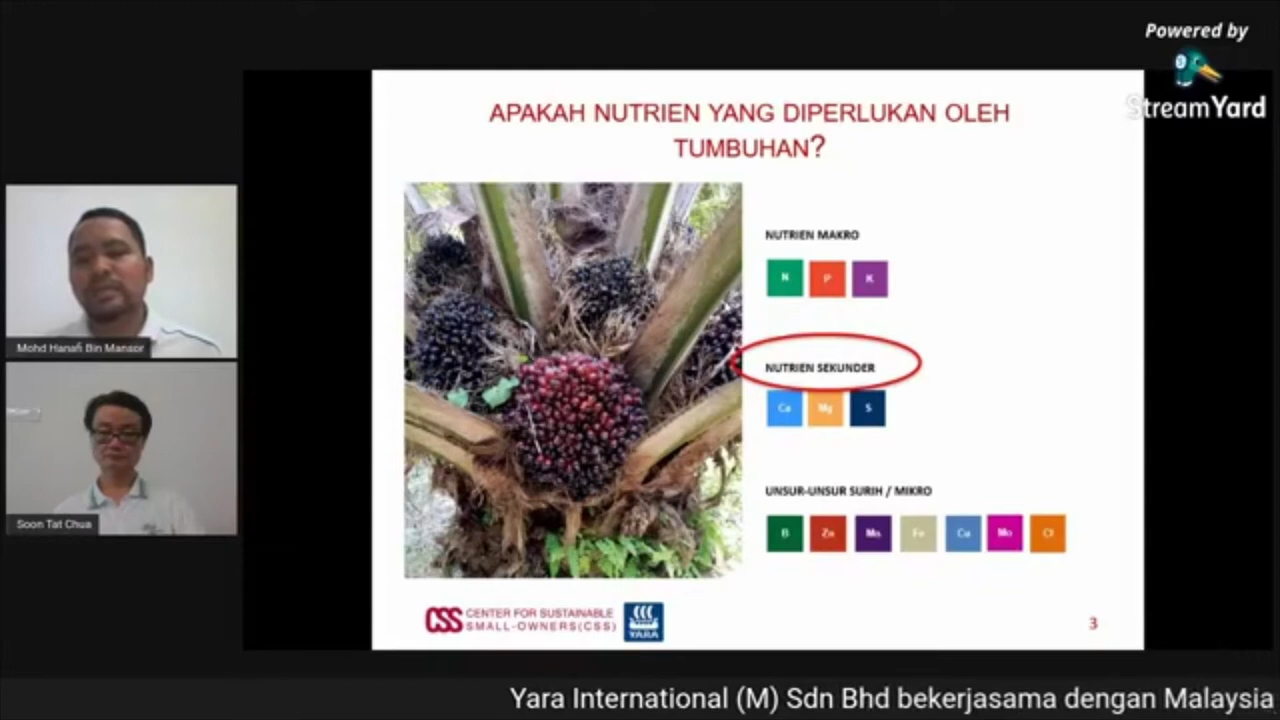 Powered by
StreamYard
APAKAH NUTRIEN YANG DIPERLUKAN OLEH
TUMBUHAN?
NUTRIEN MAKRO
N P K
Mohd Hanafi Bin Mansor
NUTRIEN SEKUNDER
Ca Mg S
UNSUR-UNSUR SURIH / MIKRO
B Zn Mn Fe Cu Mo Cl
Soon Tat Chua
CSS CENTER FOR SUSTAINABLE
SMALL-OWNERS(CSS)
YARA
3
Yara International (M) Sdn Bhd bekerjasama dengan Malaysia